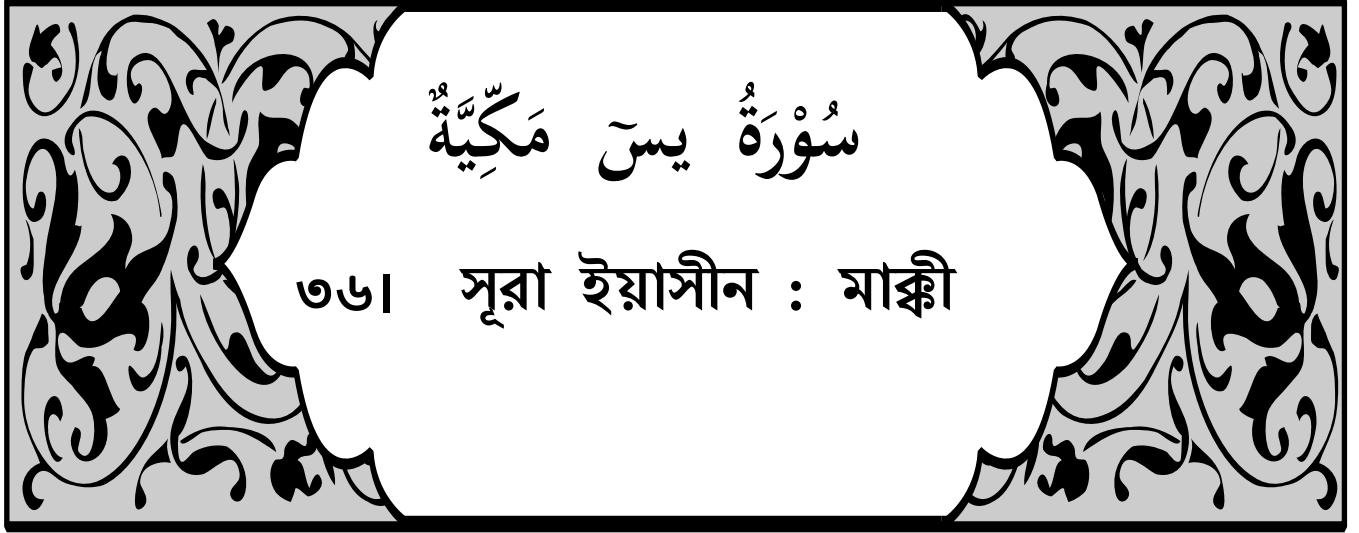 سُوْرَةُ يسٓ مَكِّيَّةٌ
৩৬। সূরা ইয়াসীন : মাক্কী